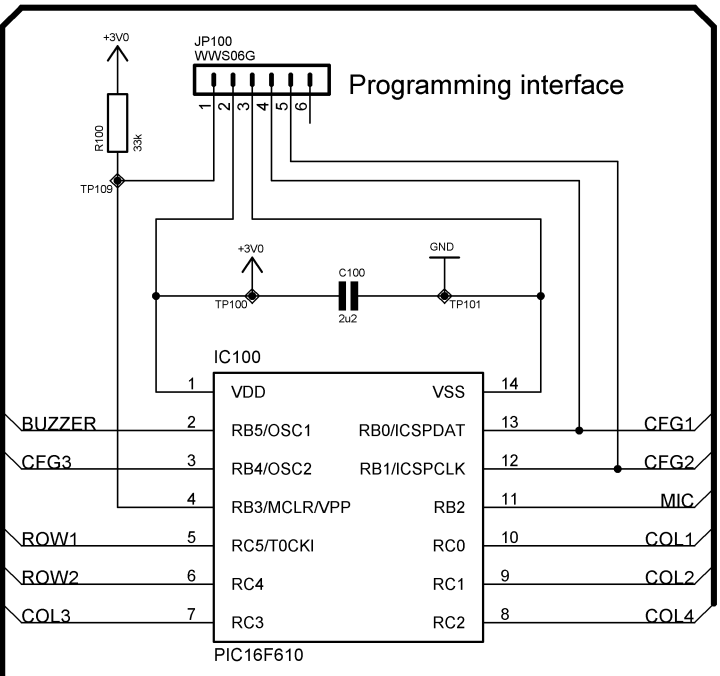 +3V0
JP100
WWS06G
Programming interface
1 2 3 4 5 6
R100
33k
TP109
+3V0
GND
C100
TP100
TP101
2u2
IC100
1 VDD VSS 14
BUZZER 2 RB5/OSC1 RB0/ICSPDAT 13 CFG1
CFG3 3 RB4/OSC2 RB1/ICSPCLK 12 CFG2
4 RB3/MCLR/VPP RB2 11 MIC
ROW1 5 RC5/T0CKI RC0 10 COL1
ROW2 6 RC4 RC1 9 COL2
COL3 7 RC3 RC2 8 COL4
PIC16F610